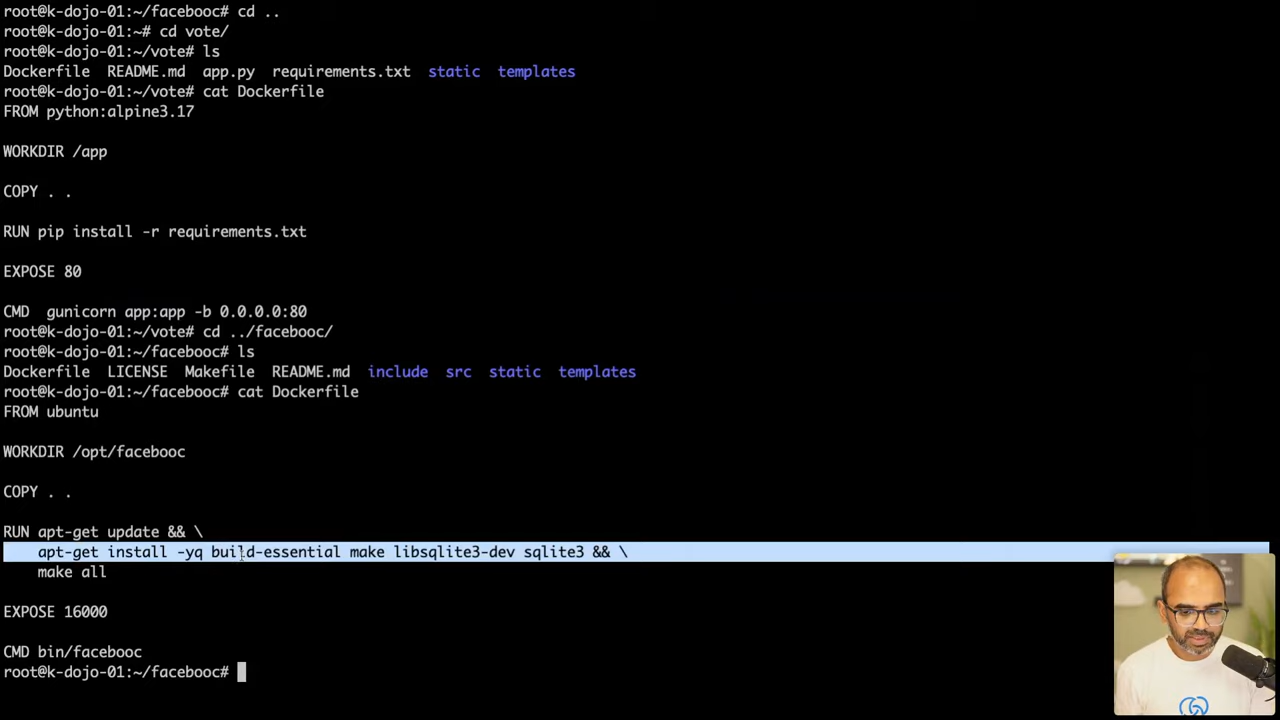 root@k-dojo-01:~/facebooc# cd ..
root@k-dojo-01:~# cd vote/
root@k-dojo-01:~/vote# ls
Dockerfile  README.md  app.py  requirements.txt  static  templates
root@k-dojo-01:~/vote# cat Dockerfile
FROM python:alpine3.17
WORKDIR /app
COPY . .
RUN pip install -r requirements.txt
EXPOSE 80
CMD  gunicorn app:app -b 0.0.0.0:80
root@k-dojo-01:~/vote# cd ../facebooc/
root@k-dojo-01:~/facebooc# ls
Dockerfile  LICENSE  Makefile  README.md  include  src  static  templates
root@k-dojo-01:~/facebooc# cat Dockerfile
FROM ubuntu
WORKDIR /opt/facebooc
COPY . .
RUN apt-get update && \
    apt-get install -yq build-essential make libsqlite3-dev sqlite3 && \
    make all
EXPOSE 16000
CMD bin/facebooc
root@k-dojo-01:~/facebooc#